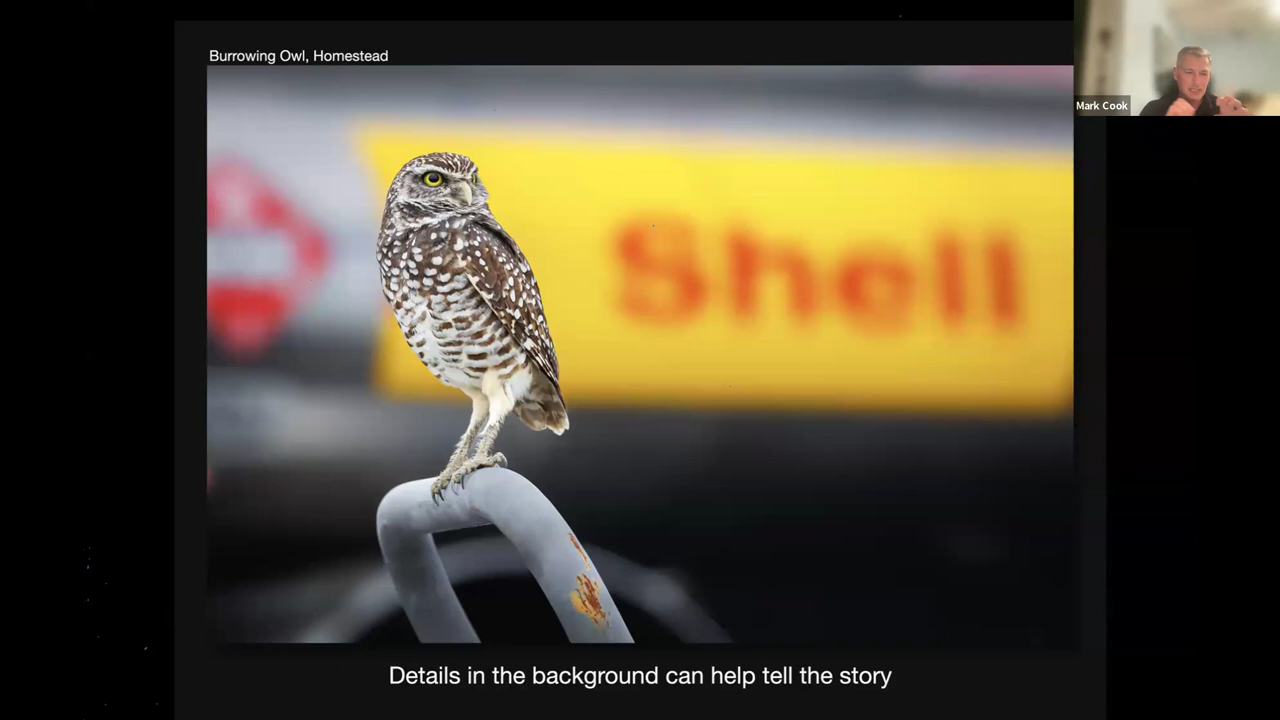 Burrowing Owl, Homestead
Mark Cook
Shell
Details in the background can help tell the story